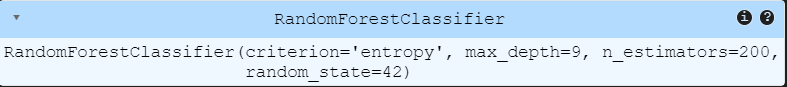 RandomForestClassifier
RandomForestClassifier(criterion='entropy', max_depth=9, n_estimators=200,
random_state=42)